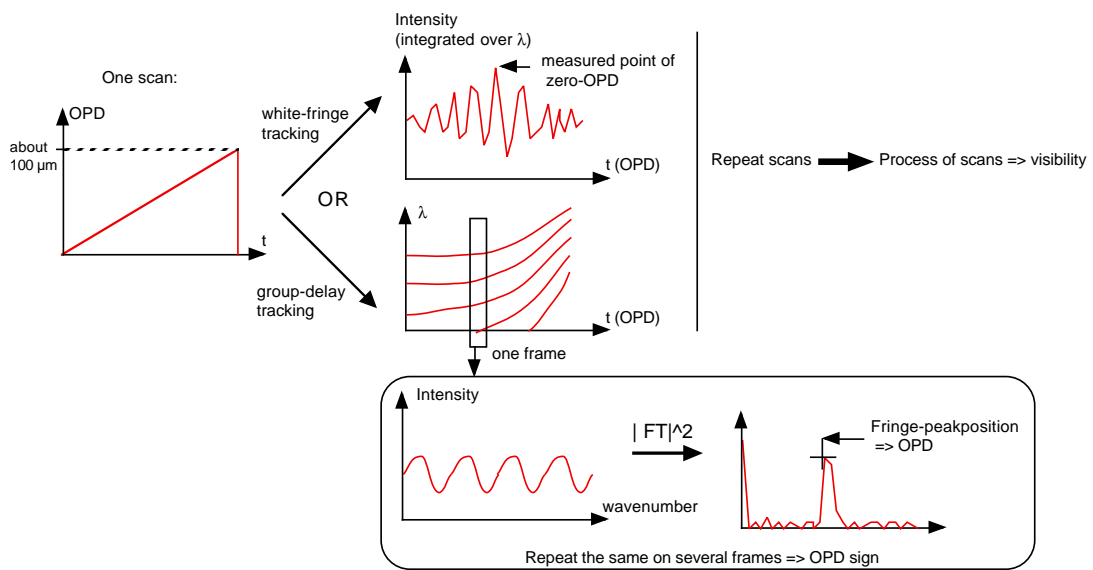 One scan:
OPD
about
100 µm
t
white-fringe
tracking
OR
group-delay
tracking
Intensity
(integrated over λ)
measured point of
zero-OPD
t (OPD)
λ
t (OPD)
one frame
Repeat scans
Process of scans => visibility
Intensity
wavenumber
| FT|^2
Fringe-peakposition
=> OPD
Repeat the same on several frames => OPD sign